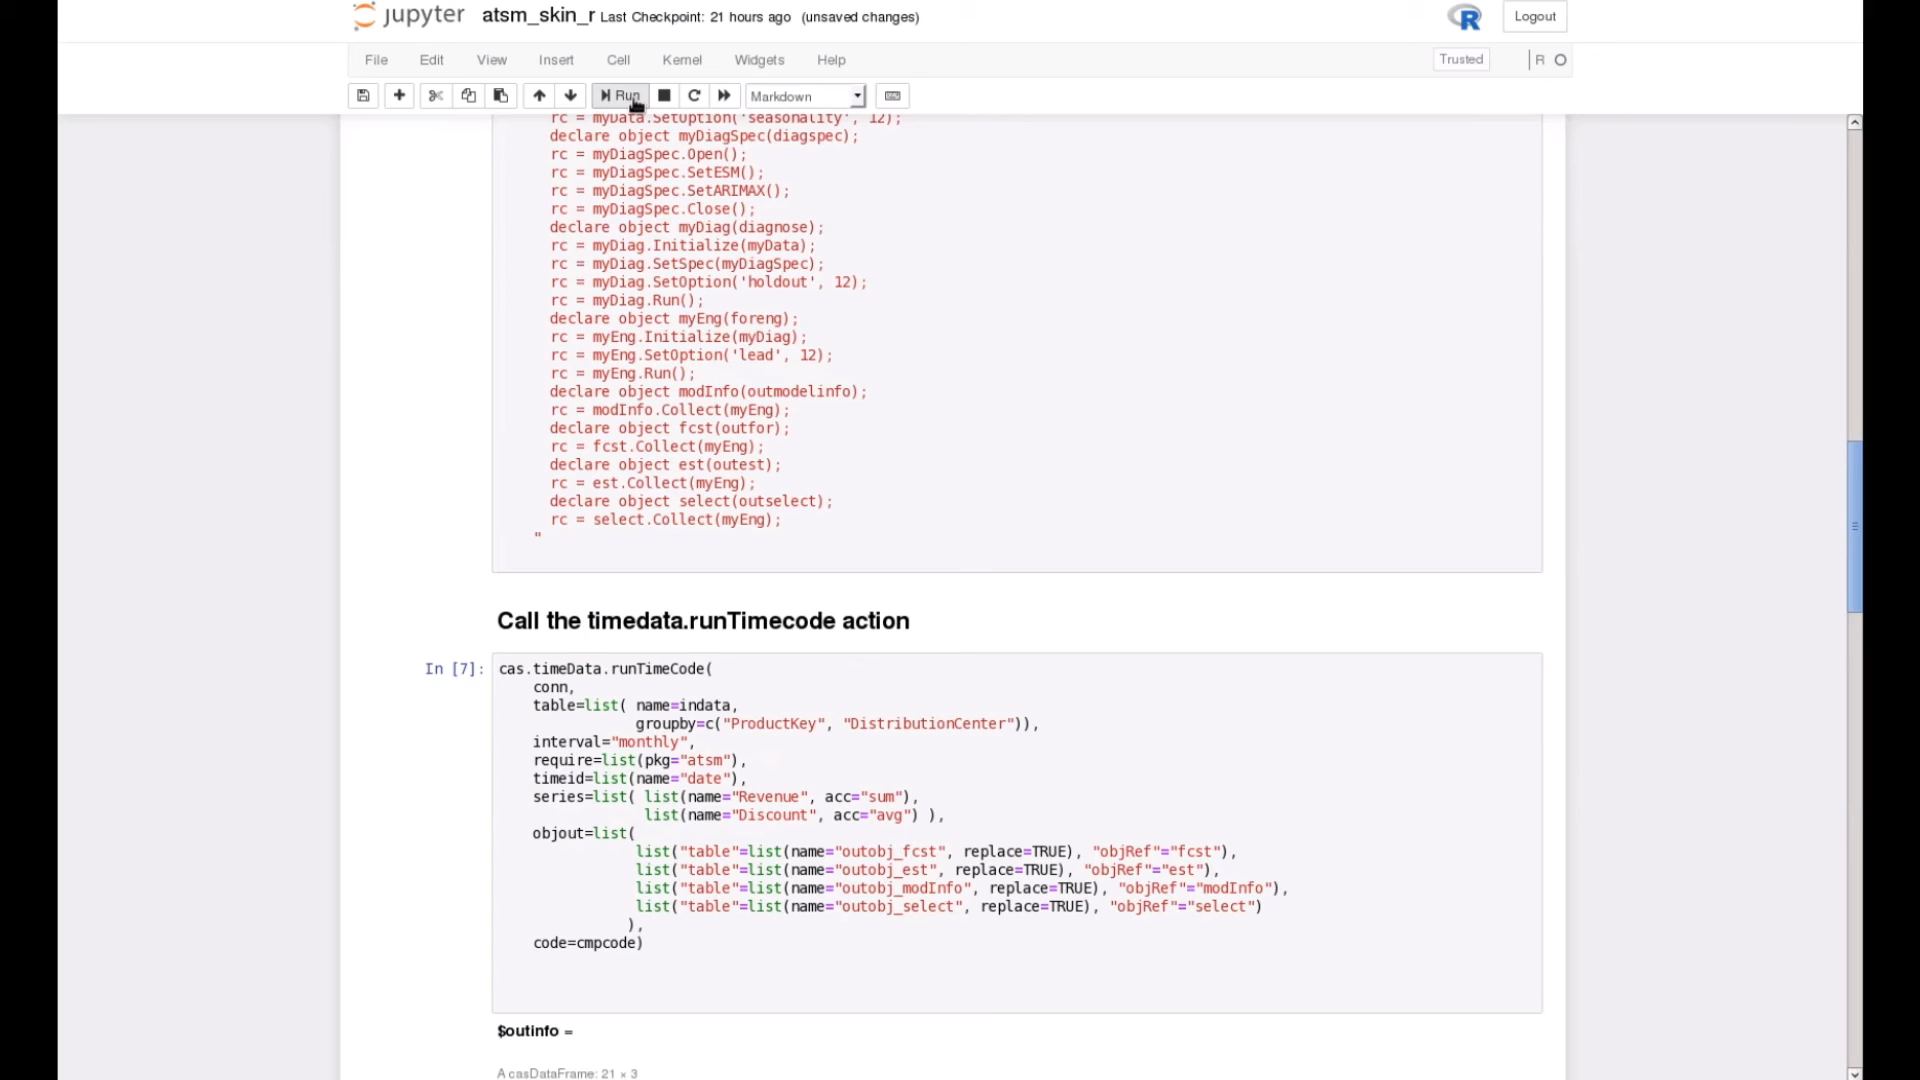 jupyter atsm_skin_r Last Checkpoint: 21 hours ago (unsaved changes) R Logout
File Edit View Insert Cell Kernel Widgets Help Trusted R
Run Markdown
rc = myData.SetOption('seasonality', 12);
declare object myDiagSpec(diagspec);
rc = myDiagSpec.Open();
rc = myDiagSpec.SetESM();
rc = myDiagSpec.SetARIMAX();
rc = myDiagSpec.Close();
declare object myDiag(diagnose);
rc = myDiag.Initialize(myData);
rc = myDiag.SetSpec(myDiagSpec);
rc = myDiag.SetOption('holdout', 12);
rc = myDiag.Run();
declare object myEng(foreng);
rc = myEng.Initialize(myDiag);
rc = myEng.SetOption('lead', 12);
rc = myEng.Run();
declare object modInfo(outmodelinfo);
rc = modInfo.Collect(myEng);
declare object fcst(outfor);
rc = fcst.Collect(myEng);
declare object est(outest);
rc = est.Collect(myEng);
declare object select(outselect);
rc = select.Collect(myEng);
"
Call the timedata.runTimecode action
In [7]: cas.timeData.runTimeCode(
conn,
table=list( name=indata,
groupby=c("ProductKey", "DistributionCenter")),
interval="monthly",
require=list(pkg="atsm"),
timeid=list(name="date"),
series=list( list(name="Revenue", acc="sum"),
list(name="Discount", acc="avg") ),
objout=list(
list("table"=list(name="outobj_fcst", replace=TRUE), "objRef"="fcst"),
list("table"=list(name="outobj_est", replace=TRUE), "objRef"="est"),
list("table"=list(name="outobj_modInfo", replace=TRUE), "objRef"="modInfo"),
list("table"=list(name="outobj_select", replace=TRUE), "objRef"="select")
),
code=cmpcode)
$outinfo =
A casDataFrame: 21 × 3